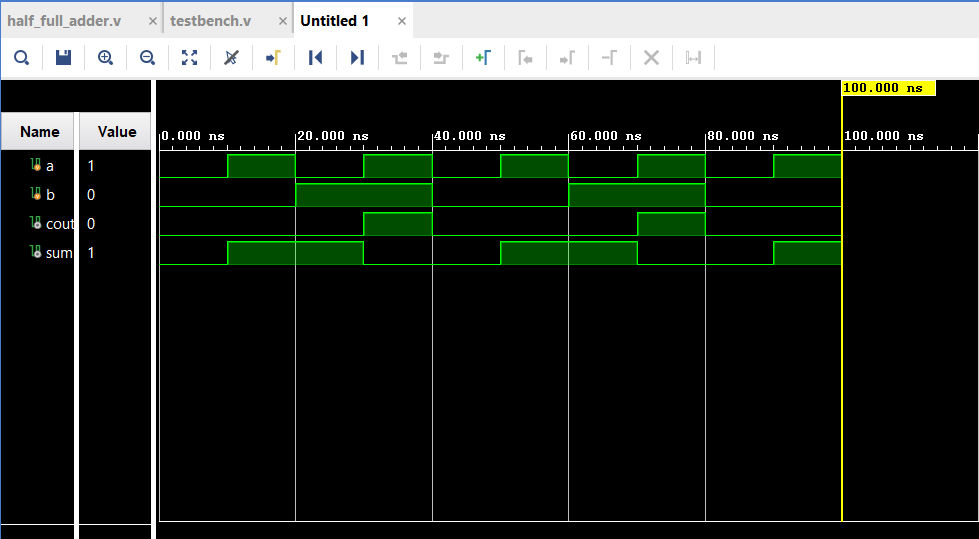 half_full_adder.v × testbench.v × Untitled 1 ×
100.000 ns
Name Value
0.000 ns 20.000 ns 40.000 ns 60.000 ns 80.000 ns 100.000 ns
a 1
b 0
cout 0
sum 1